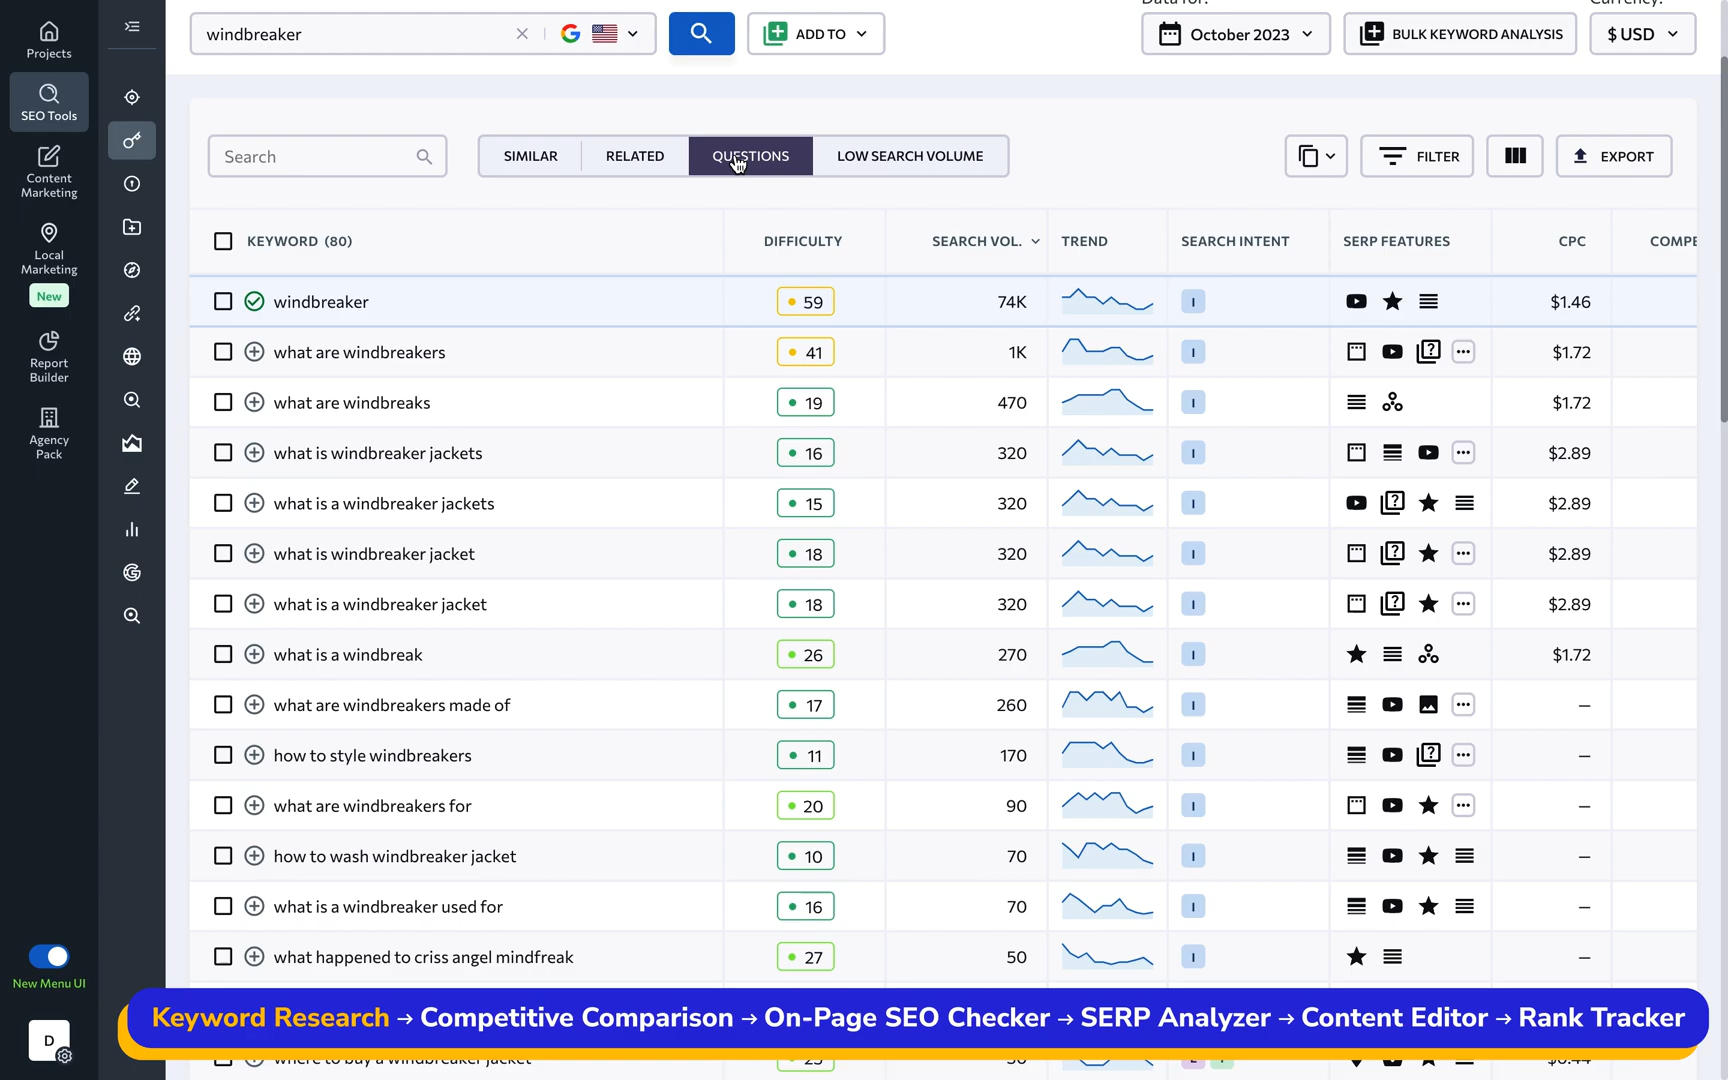 Data for:
Currency:
windbreaker
ADD TO
October 2023
BULK KEYWORD ANALYSIS
$ USD
Projects
SEO Tools
Content
Marketing
Local
Marketing
New
Report
Builder
Agency
Pack
New Menu UI
D
Search
SIMILAR
RELATED
QUESTIONS
LOW SEARCH VOLUME
FILTER
EXPORT
KEYWORD (80) DIFFICULTY SEARCH VOL. TREND SEARCH INTENT SERP FEATURES CPC COMPE
windbreaker 59 74K I $1.46
what are windbreakers 41 1K I $1.72
what are windbreaks 19 470 I $1.72
what is windbreaker jackets 16 320 I $2.89
what is a windbreaker jackets 15 320 I $2.89
what is windbreaker jacket 18 320 I $2.89
what is a windbreaker jacket 18 320 I $2.89
what is a windbreak 26 270 I $1.72
what are windbreakers made of 17 260 I –
how to style windbreakers 11 170 I –
what are windbreakers for 20 90 I –
how to wash windbreaker jacket 10 70 I –
what is a windbreaker used for 16 70 I –
what happened to criss angel mindfreak 27 50 I –
Keyword Research → Competitive Comparison → On-Page SEO Checker → SERP Analyzer → Content Editor → Rank Tracker
where to buy a windbreaker jacket